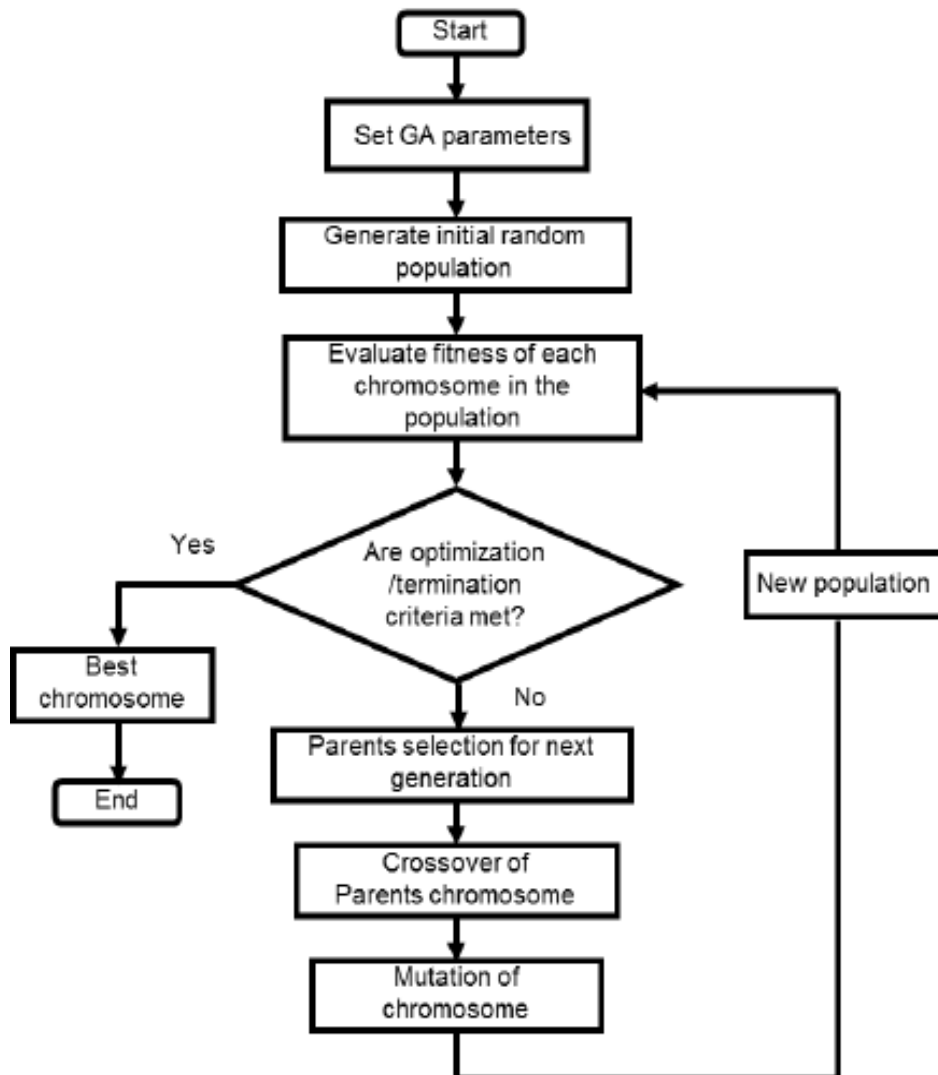 Start
Set GA parameters
Generate initial random
population
Evaluate fitness of each
chromosome in the
population
Yes
Are optimization
/termination
criteria met?
New population
Best
chromosome
No
Parents selection for next
generation
End
Crossover of
Parents chromosome
Mutation of
chromosome